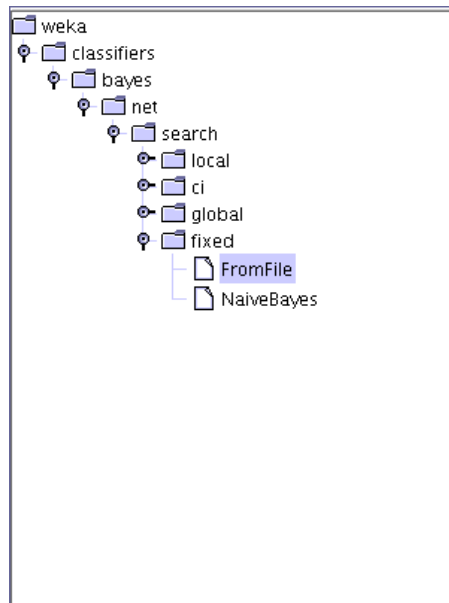 weka
classifiers
bayes
net
search
local
ci
global
fixed
FromFile
NaiveBayes